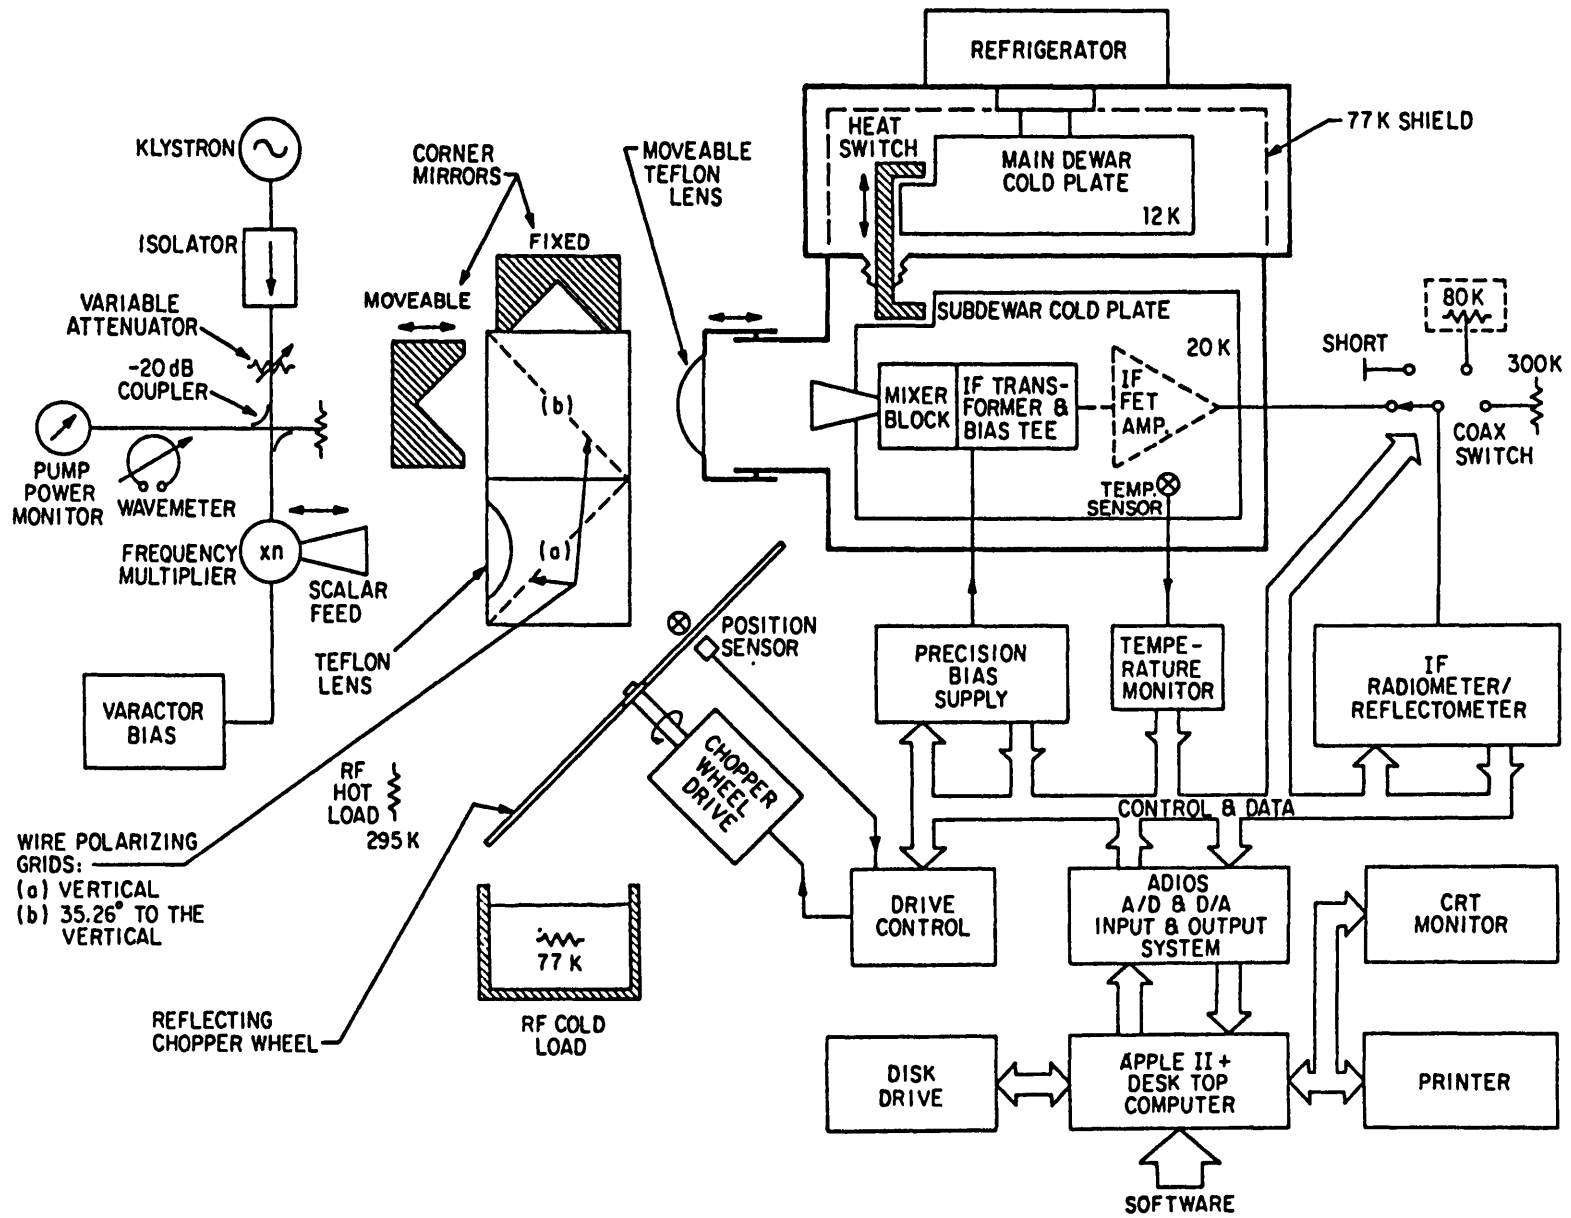 REFRIGERATOR
77K SHIELD
HEAT
SWITCH
MAIN DEWAR
COLD PLATE
12K
KLYSTRON
CORNER
MIRRORS
MOVEABLE
TEFLON
LENS
ISOLATOR
FIXED
MOVEABLE
VARIABLE
ATTENUATOR
-20 dB
COUPLER
SUBDEWAR COLD PLATE
20 K
80K
SHORT
300K
COAX
SWITCH
(b)
MIXER
BLOCK
IF TRANS-
FORMER &
BIAS TEE
IF
FET
AMP.
TEMP.
SENSOR
PUMP
POWER
MONITOR
WAVEMETER
FREQUENCY
MULTIPLIER
xn
SCALAR
FEED
(a)
TEFLON
LENS
POSITION
SENSOR
VARACTOR
BIAS
PRECISION
BIAS
SUPPLY
TEMPE-
RATURE
MONITOR
IF
RADIOMETER/
REFLECTOMETER
CHOPPER
WHEEL
DRIVE
RF
HOT
LOAD
295K
CONTROL & DATA
WIRE POLARIZING
GRIDS:
(a) VERTICAL
(b) 35.26° TO THE
VERTICAL
DRIVE
CONTROL
ADIOS
A/D & D/A
INPUT & OUTPUT
SYSTEM
CRT
MONITOR
77 K
RF COLD
LOAD
REFLECTING
CHOPPER WHEEL
DISK
DRIVE
APPLE II+
DESK TOP
COMPUTER
PRINTER
SOFTWARE